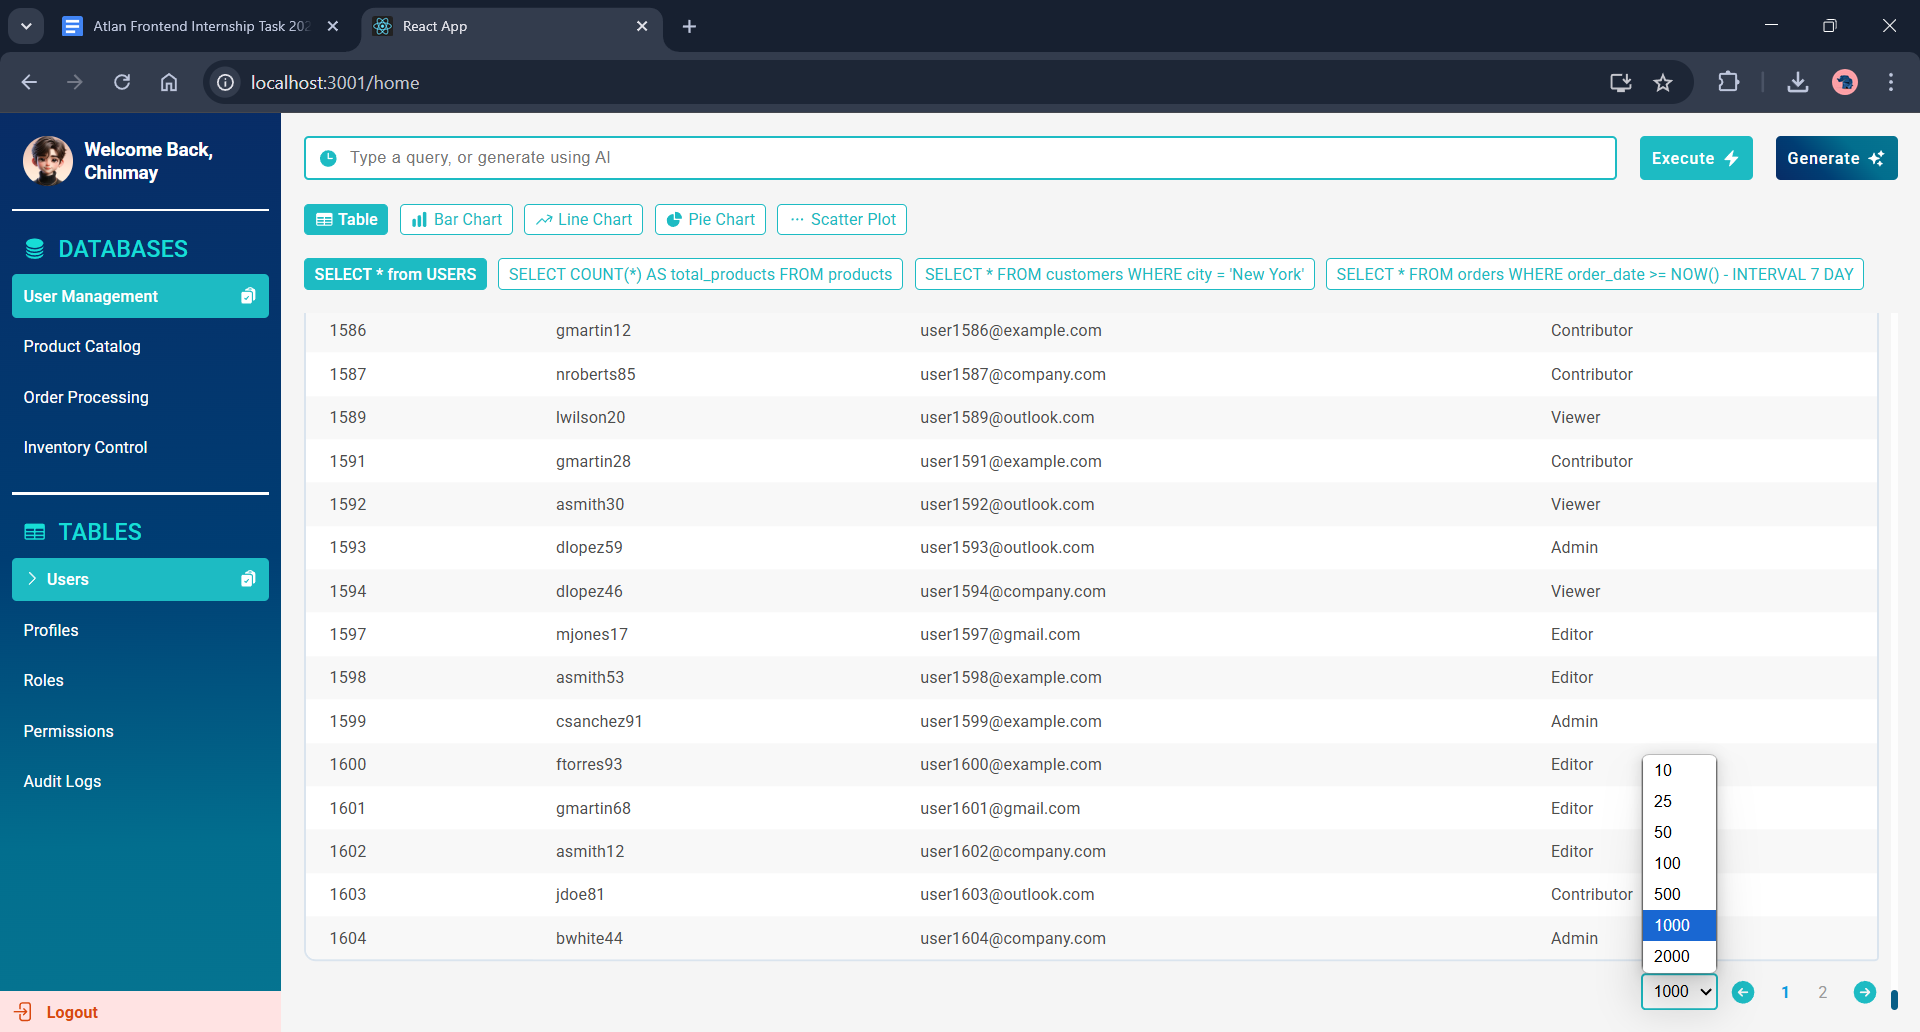 Atlan Frontend Internship Task 202
React App
localhost:3001/home
Welcome Back,
Chinmay
DATABASES
User Management
Product Catalog
Order Processing
Inventory Control
TABLES
Users
Profiles
Roles
Permissions
Audit Logs
Logout
Type a query, or generate using AI
Execute
Generate
Table
Bar Chart
Line Chart
Pie Chart
Scatter Plot
SELECT * from USERS
SELECT COUNT(*) AS total_products FROM products
SELECT * FROM customers WHERE city = 'New York'
SELECT * FROM orders WHERE order_date >= NOW() - INTERVAL 7 DAY
1586 gmartin12 user1586@example.com Contributor
1587 nroberts85 user1587@company.com Contributor
1589 lwilson20 user1589@outlook.com Viewer
1591 gmartin28 user1591@example.com Contributor
1592 asmith30 user1592@outlook.com Viewer
1593 dlopez59 user1593@outlook.com Admin
1594 dlopez46 user1594@company.com Viewer
1597 mjones17 user1597@gmail.com Editor
1598 asmith53 user1598@example.com Editor
1599 csanchez91 user1599@example.com Admin
1600 ftorres93 user1600@example.com Editor
1601 gmartin68 user1601@gmail.com Editor
1602 asmith12 user1602@company.com Editor
1603 jdoe81 user1603@outlook.com Contributor
1604 bwhite44 user1604@company.com Admin
10
25
50
100
500
1000
2000
1000
1
2